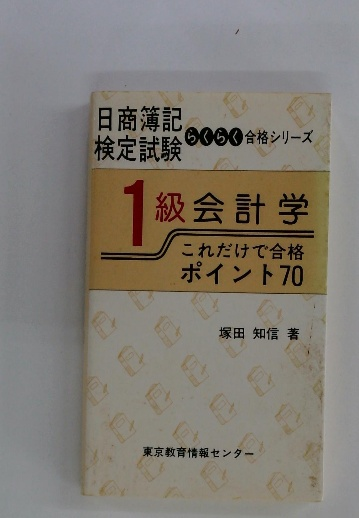 日商簿記
検定試験
らくらく合格シリーズ
1級会計学
これだけで合格
ポイント70
塚田 知信 著
東京教育情報センター